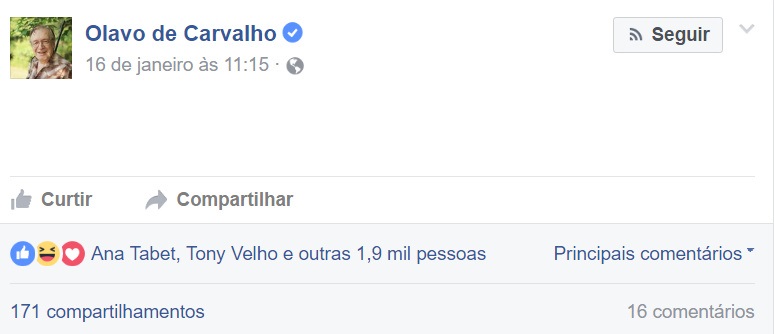 Olavo de Carvalho
Seguir
16 de janeiro às 11:15 ·
Curtir
Compartilhar
Ana Tabet, Tony Velho e outras 1,9 mil pessoas
Principais comentários
171 compartilhamentos
16 comentários